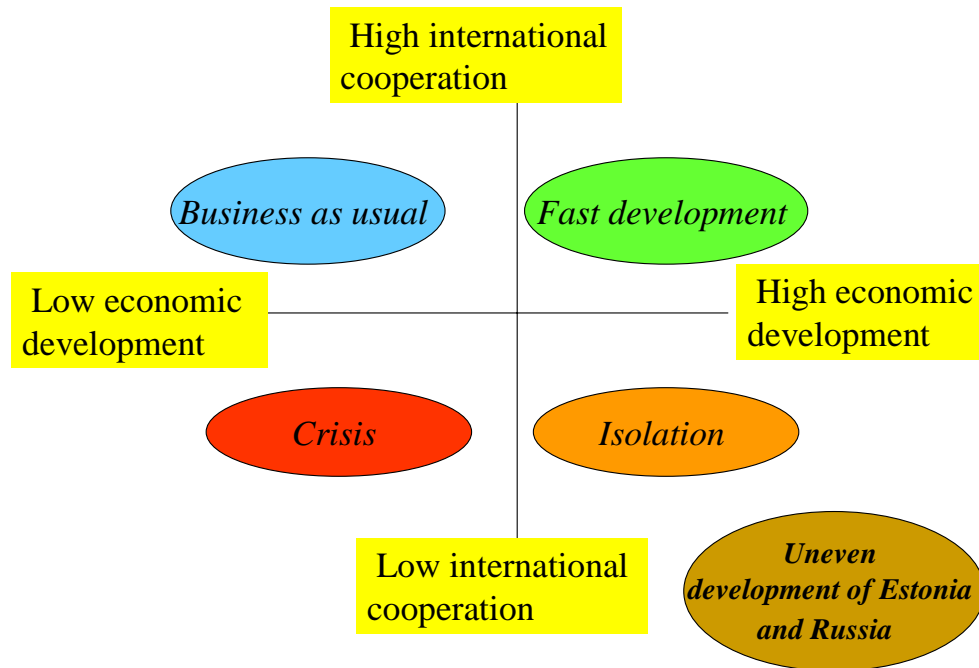 High international
cooperation
Business as usual
Fast development
Low economic
development
High economic
development
Crisis
Isolation
Low international
cooperation
Uneven
development of Estonia
and Russia